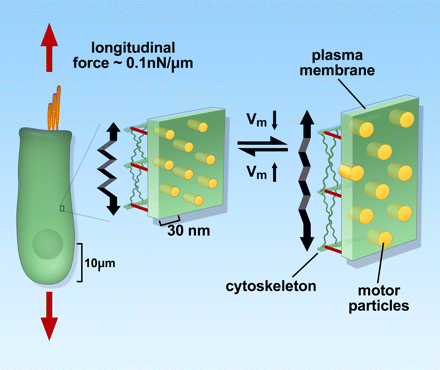 longitudinal
force ~ 0.1nN/µm
plasma
membrane
Vm ↓
Vm ↑
30 nm
10µm
cytoskeleton
motor
particles